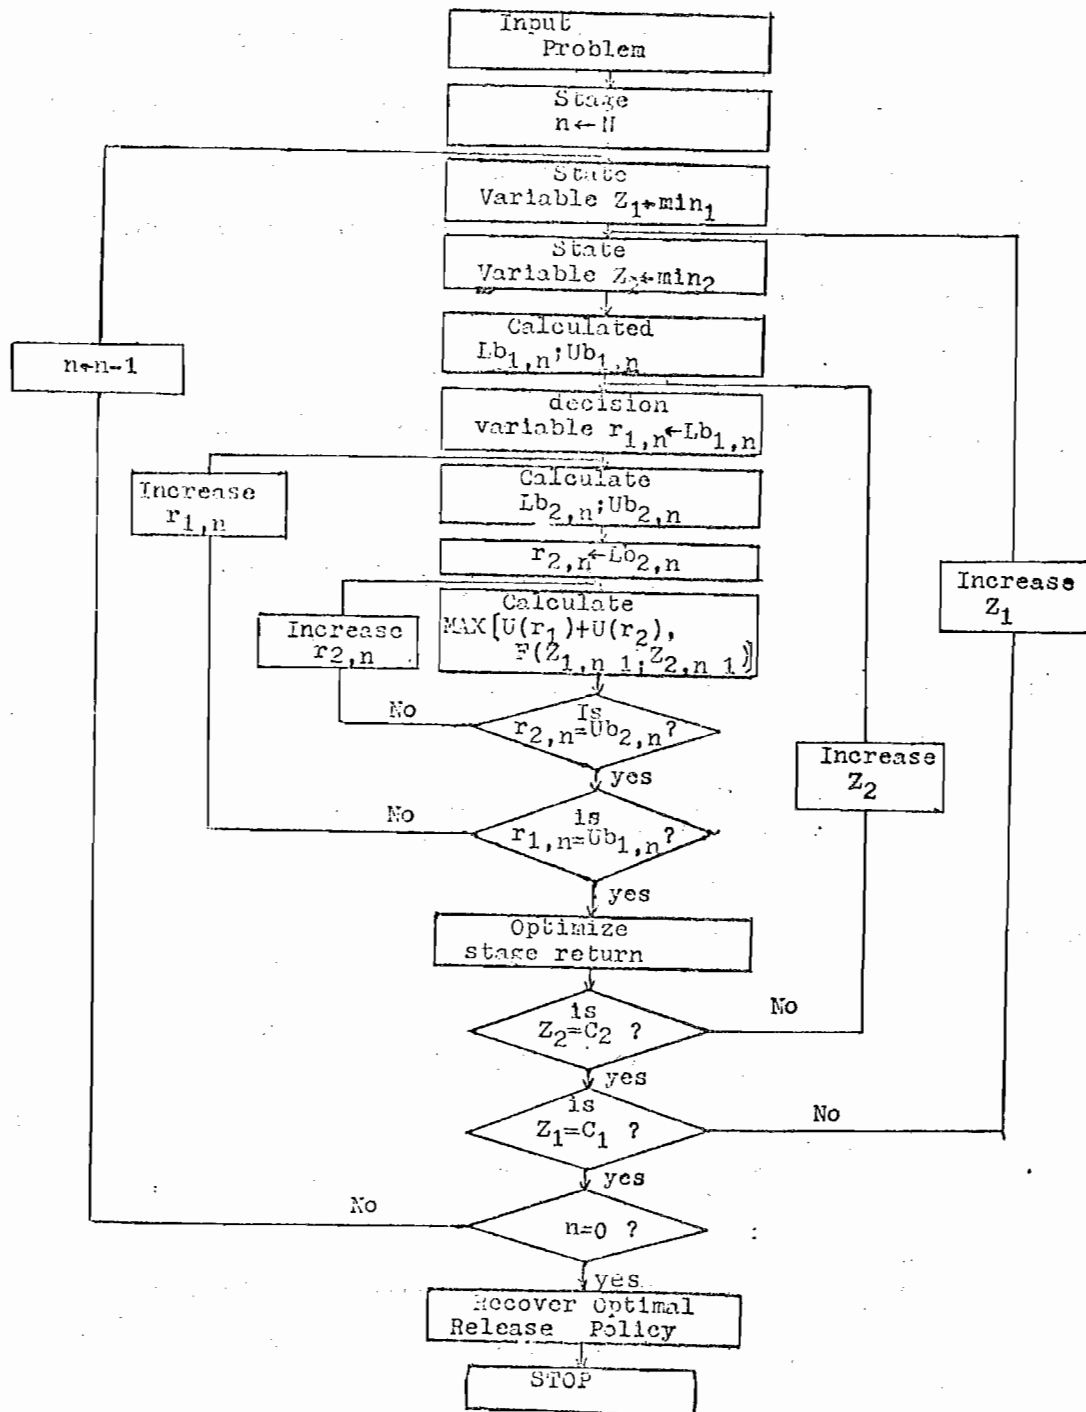 Input
Problem
Stage
n←N
State
Variable Z₁←min₁
State
Variable Z₂←min₂
Calculated
Lb₁,ₙ;Ub₁,ₙ
n←n-1
decision
variable r₁,ₙ←Lb₁,ₙ
Increase
r₁,ₙ
Calculate
Lb₂,ₙ;Ub₂,ₙ
r₂,ₙ←Lb₂,ₙ
Increase
Z₁
Increase
r₂,ₙ
Calculate
MAX[U(r₁)+U(r₂),
F(Z₁,ₙ ₁;Z₂,ₙ ₁)]
No
Is
r₂,ₙ=Ub₂,ₙ?
yes
Increase
Z₂
No
is
r₁,ₙ=Ub₁,ₙ?
yes
Optimize
stage return
is
Z₂=C₂ ?
No
yes
is
Z₁=C₁ ?
No
yes
No
n=0 ?
yes
Recover Optimal
Release Policy
STOP